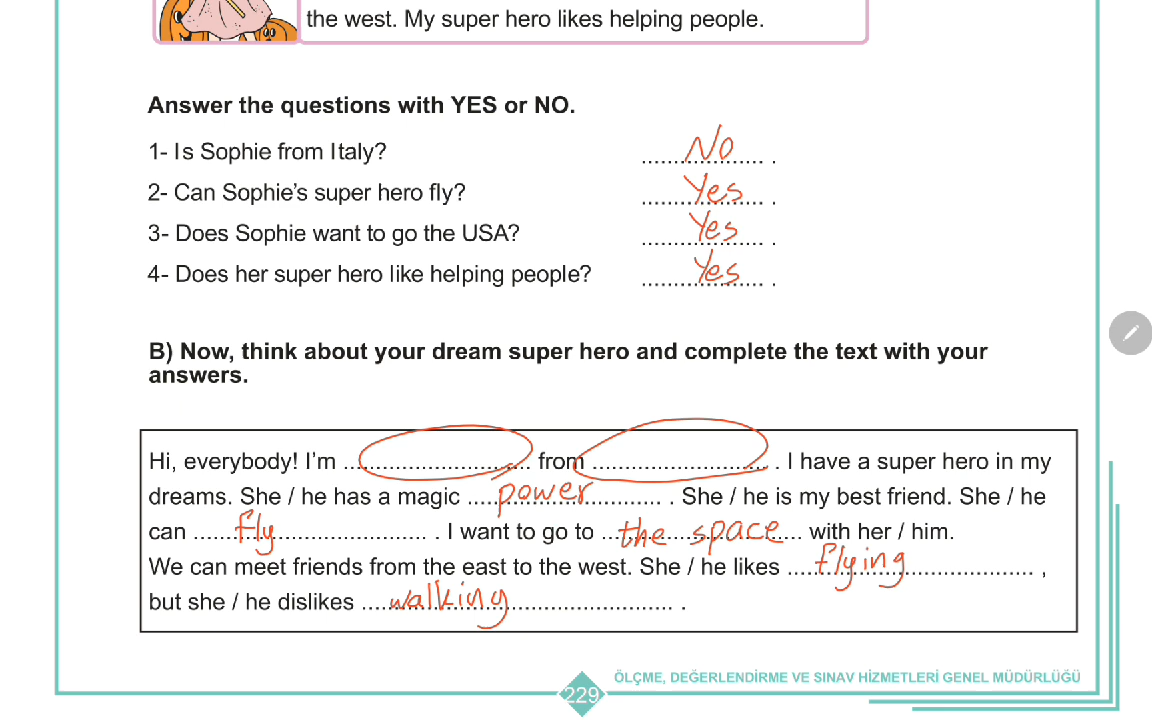 the west. My super hero likes helping people.
Answer the questions with YES or NO.
1- Is Sophie from Italy? .......No....... .
2- Can Sophie's super hero fly? .......Yes....... .
3- Does Sophie want to go the USA? .......Yes....... .
4- Does her super hero like helping people? .......Yes....... .
B) Now, think about your dream super hero and complete the text with your
answers.
Hi, everybody! I'm .............................. from ............................ . I have a super hero in my
dreams. She / he has a magic ....power............. . She / he is my best friend. She / he
can ......fly....................... . I want to go to ...the space... with her / him.
We can meet friends from the east to the west. She / he likes ....flying.................... ,
but she / he dislikes ....walking.......................... .
ÖLÇME, DEĞERLENDİRME VE SINAV HİZMETLERİ GENEL MÜDÜRLÜĞÜ
229